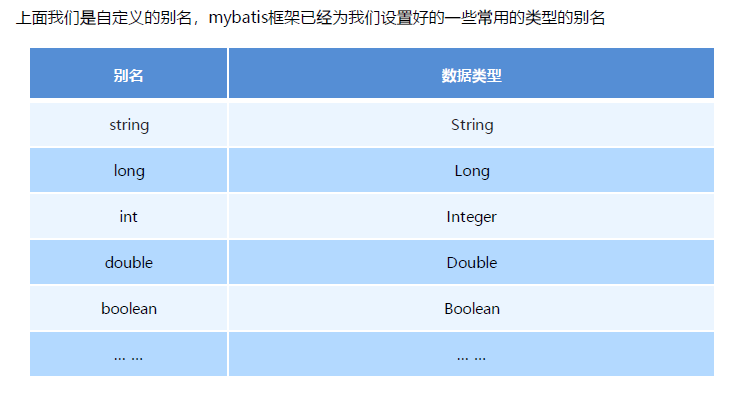 上面我们是自定义的别名，mybatis框架已经为我们设置好的一些常用的类型的别名
别名 数据类型
string String
long Long
int Integer
double Double
boolean Boolean
… … … …